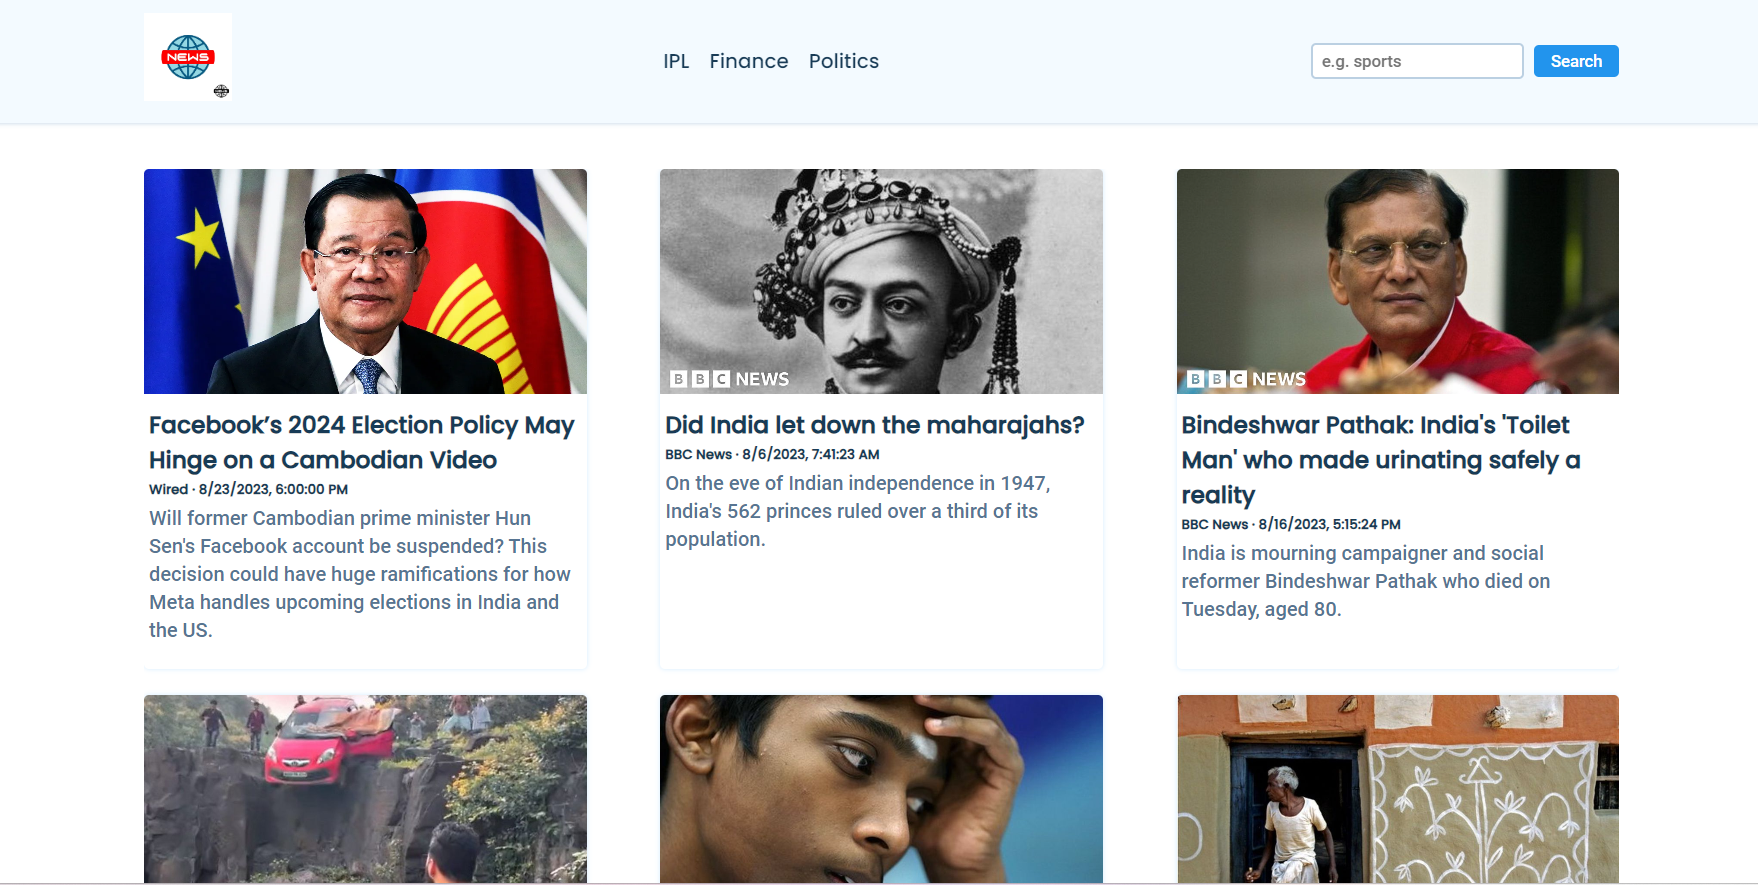 NEWS
IPL Finance Politics
e.g. sports
Search
BBC NEWS
BBC NEWS
Facebook’s 2024 Election Policy May
Hinge on a Cambodian Video
Wired · 8/23/2023, 6:00:00 PM
Will former Cambodian prime minister Hun
Sen's Facebook account be suspended? This
decision could have huge ramifications for how
Meta handles upcoming elections in India and
the US.
Did India let down the maharajahs?
BBC News · 8/6/2023, 7:41:23 AM
On the eve of Indian independence in 1947,
India's 562 princes ruled over a third of its
population.
Bindeshwar Pathak: India's 'Toilet
Man' who made urinating safely a
reality
BBC News · 8/16/2023, 5:15:24 PM
India is mourning campaigner and social
reformer Bindeshwar Pathak who died on
Tuesday, aged 80.